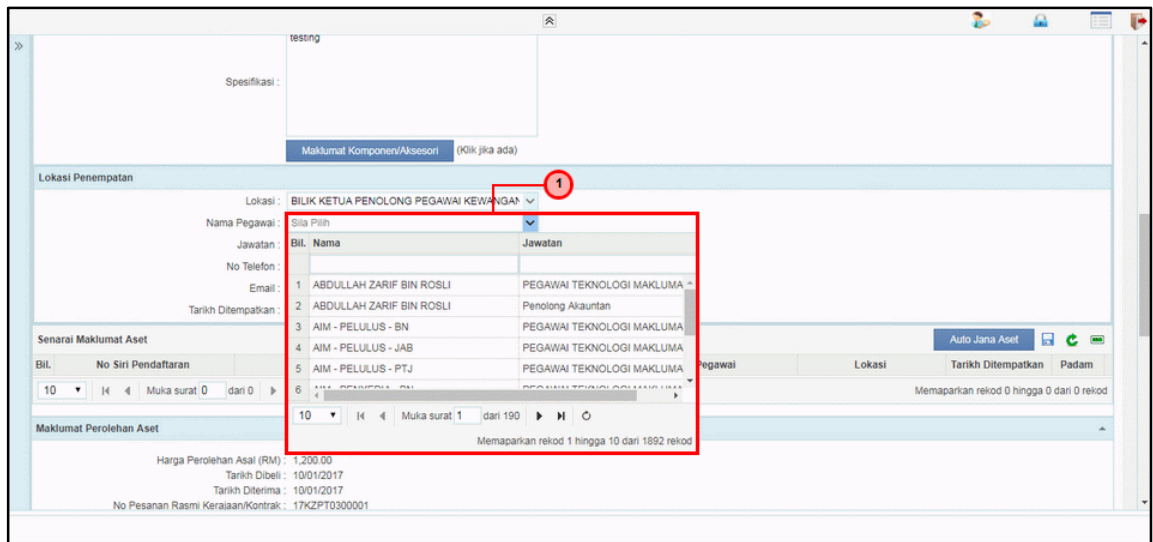 testing
Spesifikasi :
Maklumat Komponen/Aksesori (Klik jika ada)
Lokasi Penempatan
1
Lokasi : BILIK KETUA PENOLONG PEGAWAI KEWANGAN
Nama Pegawai : Sila Pilih
Jawatan :
No Telefon :
Email :
Tarikh Ditempatkan :
Bil. Nama Jawatan
1 ABDULLAH ZARIF BIN ROSLI PEGAWAI TEKNOLOGI MAKLUMA
2 ABDULLAH ZARIF BIN ROSLI Penolong Akauntan
3 AIM - PELULUS - BN PEGAWAI TEKNOLOGI MAKLUMA
4 AIM - PELULUS - JAB PEGAWAI TEKNOLOGI MAKLUMA
5 AIM - PELULUS - PTJ PEGAWAI TEKNOLOGI MAKLUMA
6
10 Muka surat 1 dari 190
Memaparkan rekod 1 hingga 10 dari 1892 rekod
Senarai Maklumat Aset Auto Jana Aset
Bil. No Siri Pendaftaran Pegawai Lokasi Tarikh Ditempatkan Padam
10 Muka surat 0 dari 0 Memaparkan rekod 0 hingga 0 dari 0 rekod
Maklumat Perolehan Aset
Harga Perolehan Asal (RM) : 1,200.00
Tarikh Dibeli : 10/01/2017
Tarikh Diterima : 10/01/2017
No Pesanan Rasmi Kerajaan/Kontrak : 17KZPT0300001